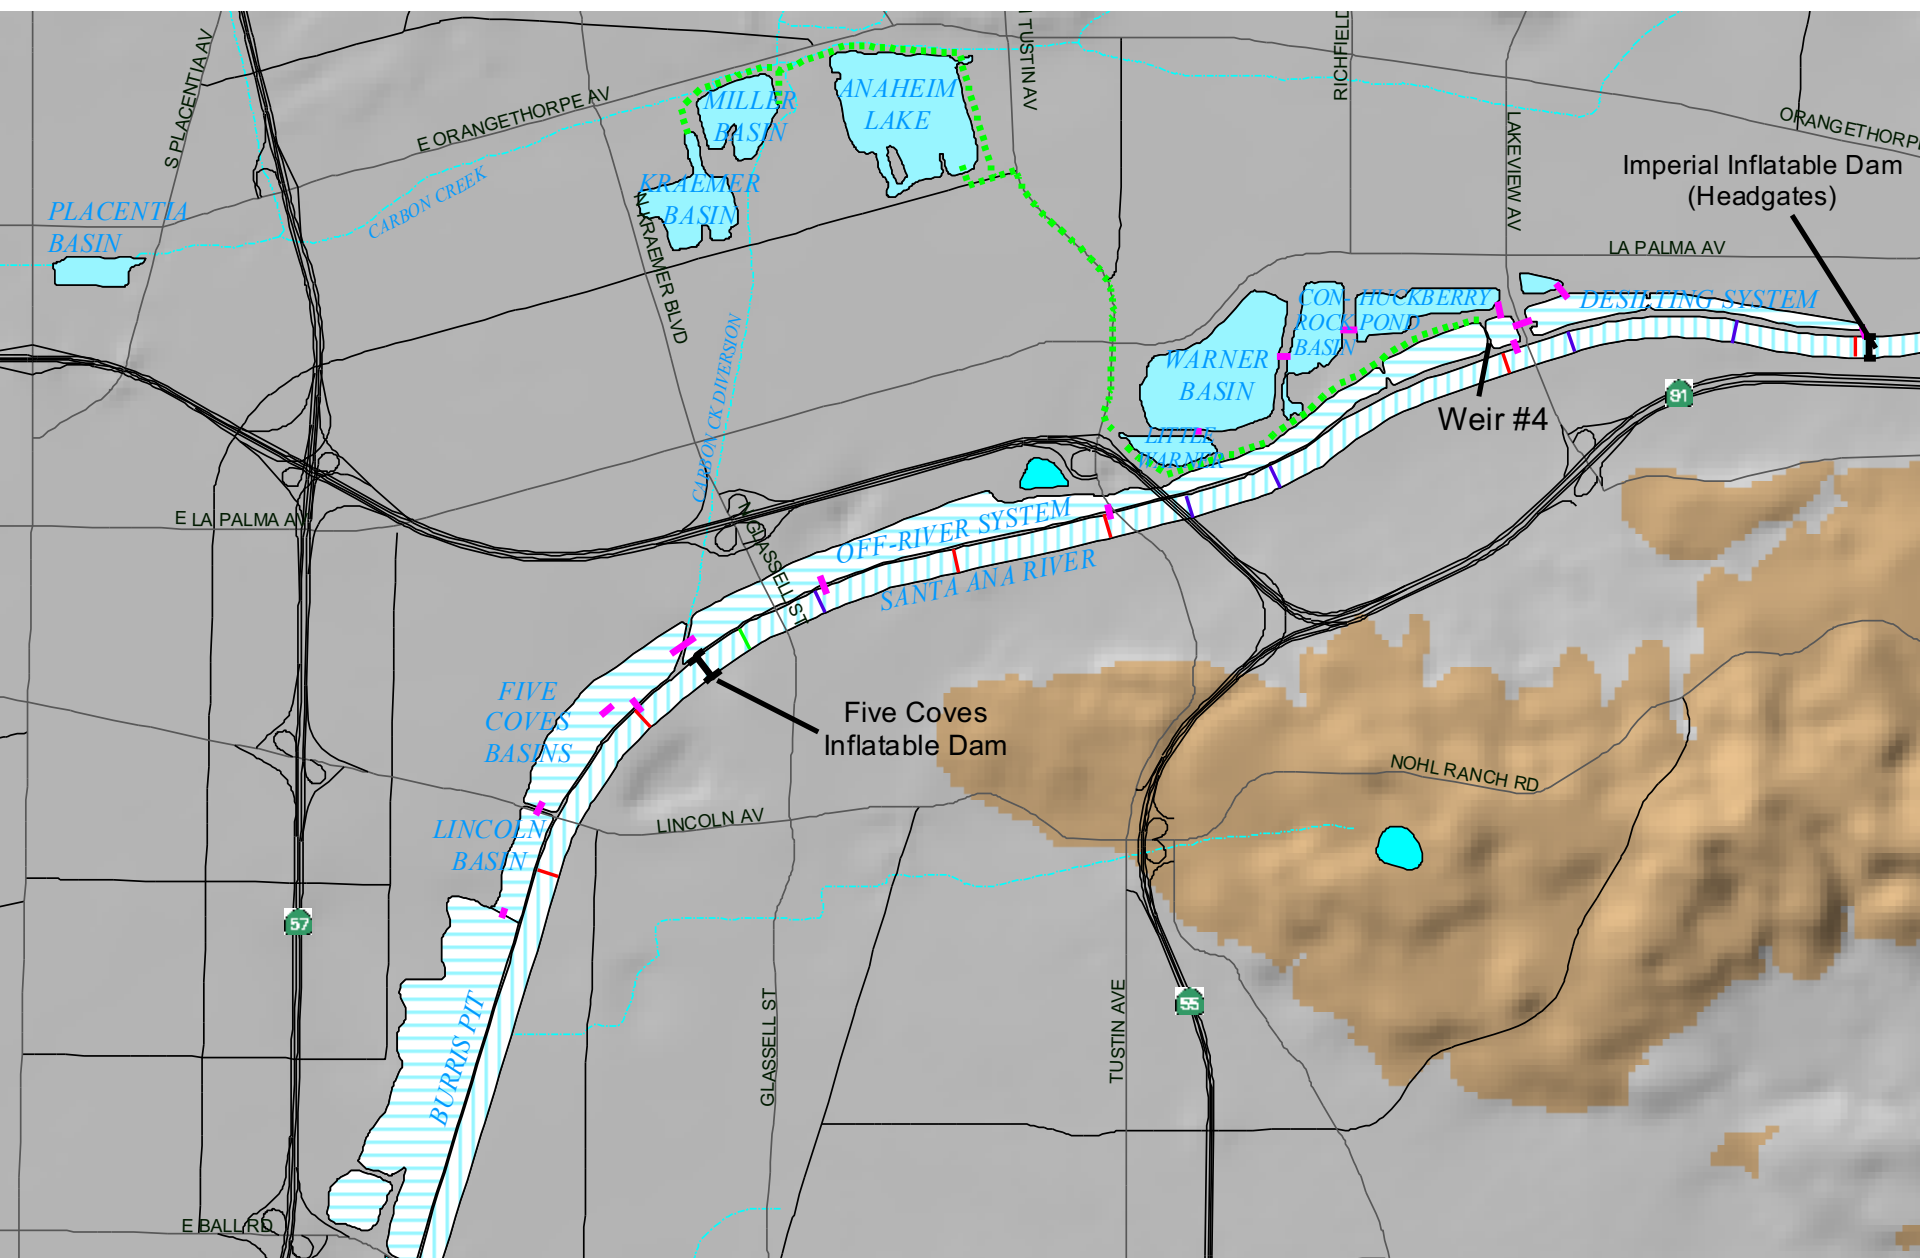 S PLACENTIA AV
E ORANGETHORPE AV
CARBON CREEK
PLACENTIA
BASIN
MILLER
BASIN
ANAHEIM
LAKE
KRAEMER
BASIN
N KRAEMER BLVD
TUSTIN AV
RICHFIELD
LAKEVIEW AV
ORANGETHORPE
Imperial Inflatable Dam
(Headgates)
LA PALMA AV
CON-
ROCK
BASIN
HUCKBERRY
POND
DESILTING SYSTEM
WARNER
BASIN
LITTLE
WARNER
Weir #4
91
CARBON CK DIVERSION
E LA PALMA AV
N GLASSELL ST
OFF-RIVER SYSTEM
SANTA ANA RIVER
FIVE
COVES
BASINS
Five Coves
Inflatable Dam
LINCOLN AV
NOHL RANCH RD
LINCOLN
BASIN
57
55
BURRIS PIT
GLASSELL ST
TUSTIN AVE
E BALL RD